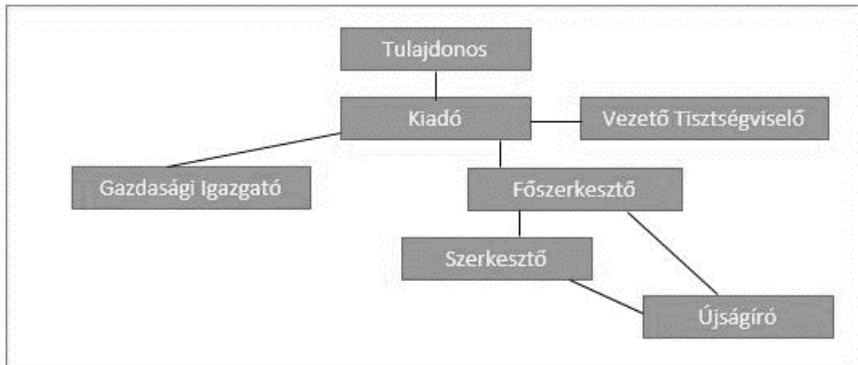 Tulajdonos
Kiadó
Vezető Tisztségviselő
Gazdasági Igazgató
Főszerkesztő
Szerkesztő
Újságíró